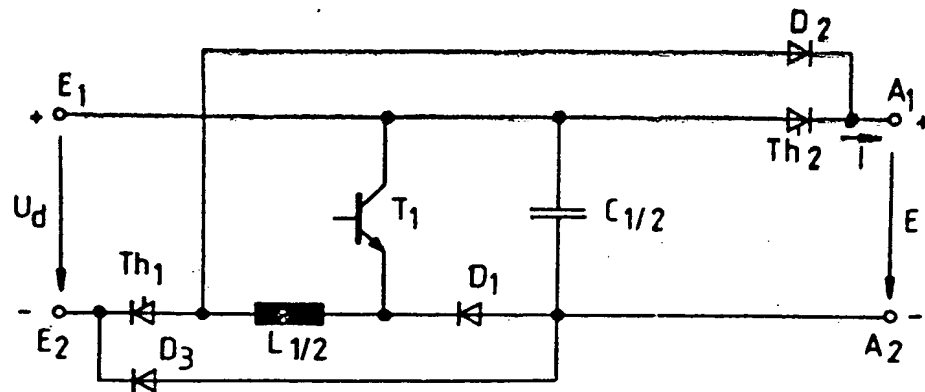 D2
E1
A1
+
+
Th2
I
Ud
T1
C1/2
E
Th1
D1
-
-
E2
D3
L1/2
A2